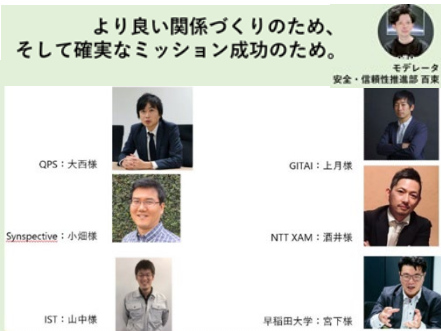 より良い関係づくりのため、
そして確実なミッション成功のため。
モデレータ
安全・信頼性推進部 百束
QPS：大西様
GITAI：上月様
Synspective：小畑様
NTT XAM：酒井様
IST：山中様
早稲田大学：宮下様